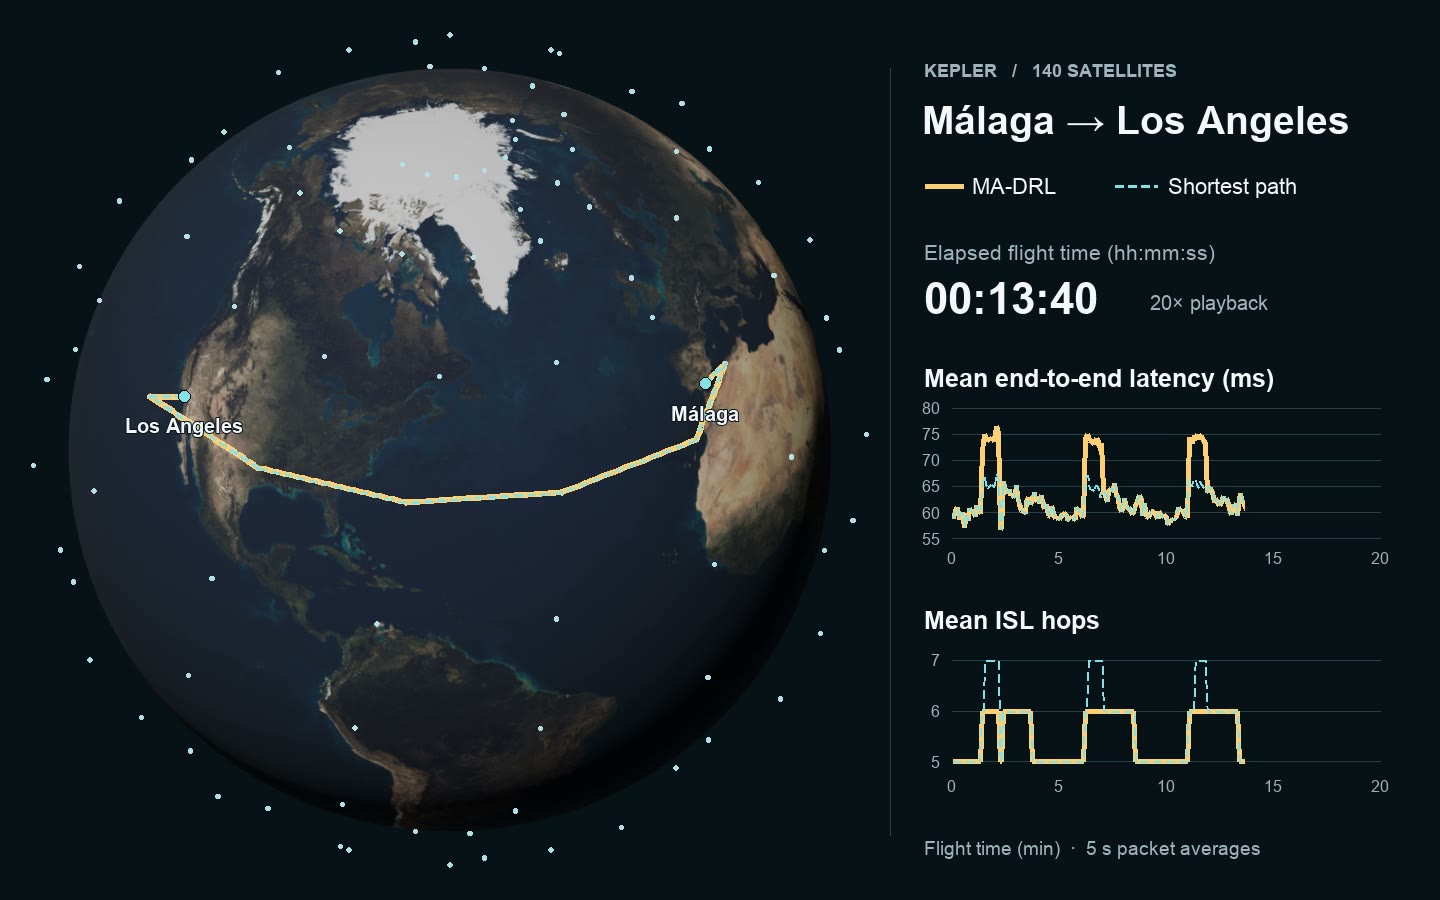 KEPLER / 140 SATELLITES
Málaga → Los Angeles
MA-DRL
Shortest path
Elapsed flight time (hh:mm:ss)
00:13:40
20× playback
Los Angeles
Málaga
Mean end-to-end latency (ms)
80
75
70
65
60
55
0 5 10 15 20
Mean ISL hops
7
6
5
0 5 10 15 20
Flight time (min) · 5 s packet averages